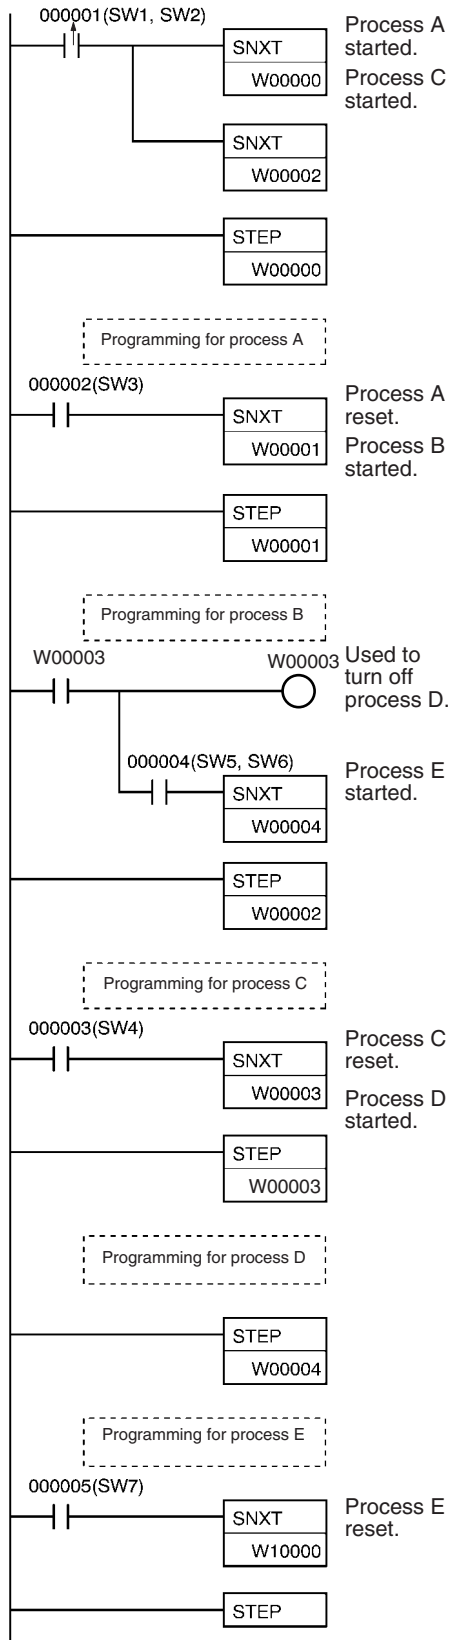 000001(SW1, SW2)
SNXT
W00000
Process A
started.
Process C
started.
SNXT
W00002
STEP
W00000
Programming for process A
000002(SW3)
SNXT
W00001
Process A
reset.
Process B
started.
STEP
W00001
Programming for process B
W00003
W00003
Used to
turn off
process D.
000004(SW5, SW6)
SNXT
W00004
Process E
started.
STEP
W00002
Programming for process C
000003(SW4)
SNXT
W00003
Process C
reset.
Process D
started.
STEP
W00003
Programming for process D
STEP
W00004
Programming for process E
000005(SW7)
SNXT
W10000
Process E
reset.
STEP